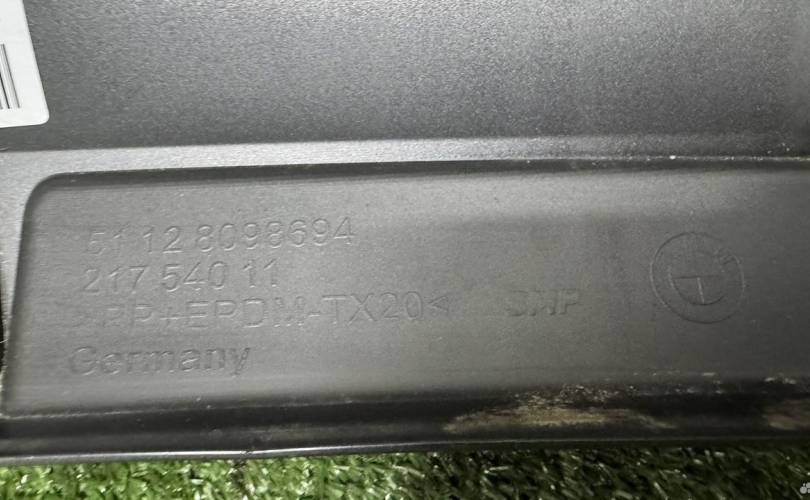 51 12 8098694
217 540 11
>PP+EPDM-TX20< SMP
Germany